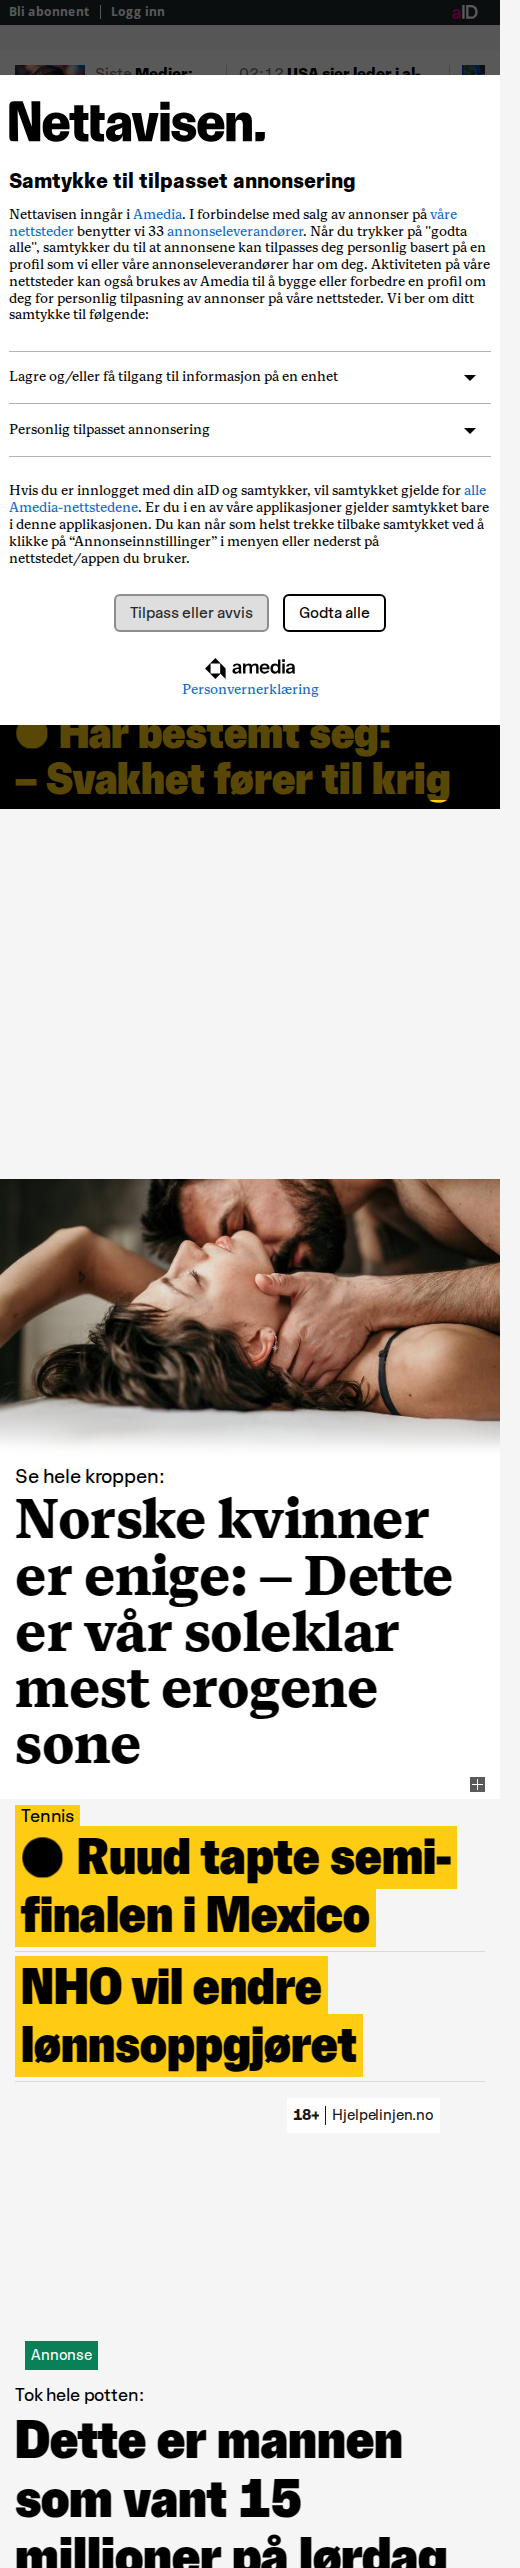 Bli abonnent
Logg inn
aID
Siste Medier:
02:12 USA sier leder i al-
Nettavisen.
Samtykke til tilpasset annonsering
Nettavisen inngår i Amedia. I forbindelse med salg av annonser på våre
nettsteder benytter vi 33 annonseleverandører. Når du trykker på "godta
alle", samtykker du til at annonsene kan tilpasses deg personlig basert på en
profil som vi eller våre annonseleverandører har om deg. Aktiviteten på våre
nettsteder kan også brukes av Amedia til å bygge eller forbedre en profil om
deg for personlig tilpasning av annonser på våre nettsteder. Vi ber om ditt
samtykke til følgende:
Lagre og/eller få tilgang til informasjon på en enhet
Personlig tilpasset annonsering
Hvis du er innlogget med din aID og samtykker, vil samtykket gjelde for alle
Amedia-nettstedene. Er du i en av våre applikasjoner gjelder samtykket bare
i denne applikasjonen. Du kan når som helst trekke tilbake samtykket ved å
klikke på “Annonseinnstillinger” i menyen eller nederst på
nettstedet/appen du bruker.
Tilpass eller avvis
Godta alle
amedia
Personvernerklæring
Har bestemt seg:
– Svakhet fører til krig
Se hele kroppen:
Norske kvinner
er enige: – Dette
er vår soleklar
mest erogene
sone
Tennis
Ruud tapte semi-
finalen i Mexico
NHO vil endre
lønnsoppgjøret
18+ | Hjelpelinjen.no
Annonse
Tok hele potten:
Dette er mannen
som vant 15
millioner på lørdag